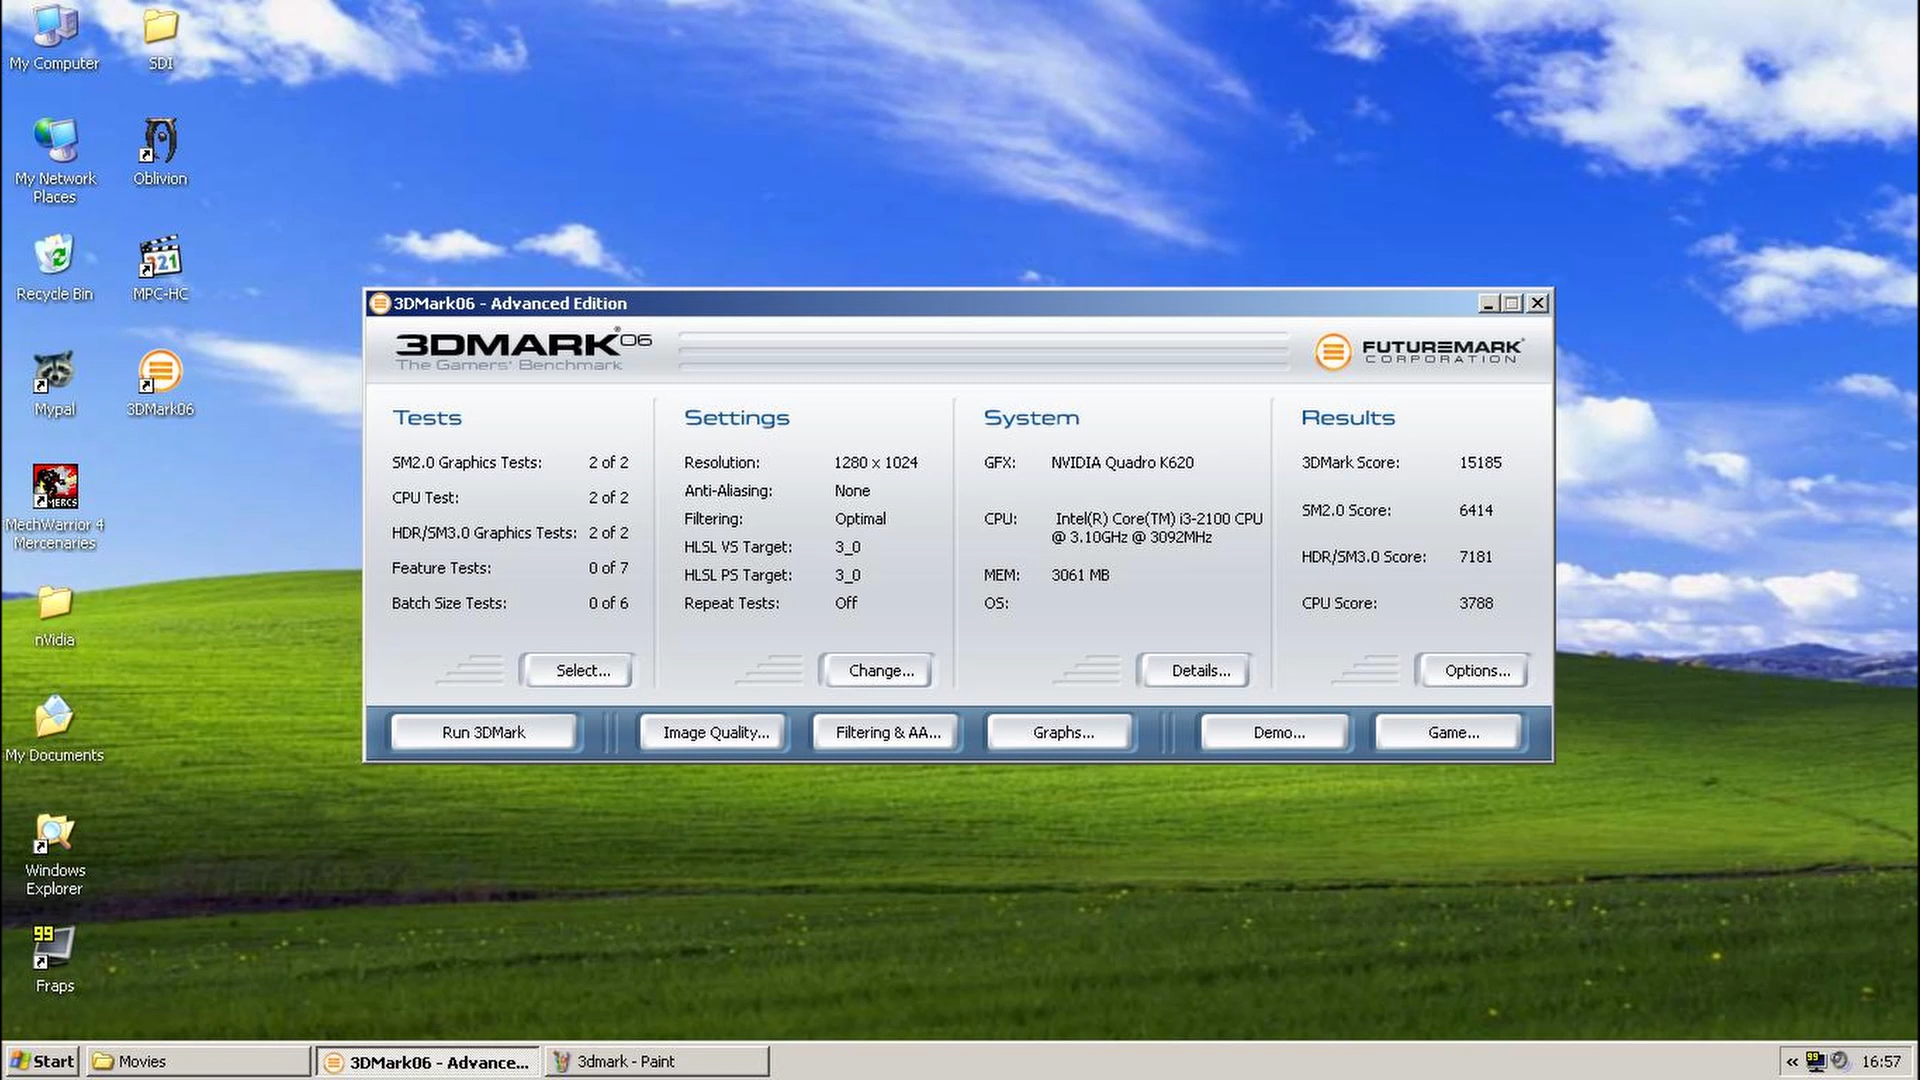 My Computer
SDI
My Network
Places
Oblivion
Recycle Bin
321
MPC-HC
Mypal
3DMark06
MERCS
MechWarrior 4
Mercenaries
nVidia
My Documents
Windows
Explorer
99
Fraps
3DMark06 - Advanced Edition
3DMARK®06
The Gamers' Benchmark
FUTUREMARK®
CORPORATION
Tests
SM2.0 Graphics Tests: 2 of 2
CPU Test: 2 of 2
HDR/SM3.0 Graphics Tests: 2 of 2
Feature Tests: 0 of 7
Batch Size Tests: 0 of 6
Select...
Settings
Resolution: 1280 x 1024
Anti-Aliasing: None
Filtering: Optimal
HLSL VS Target: 3_0
HLSL PS Target: 3_0
Repeat Tests: Off
Change...
System
GFX: NVIDIA Quadro K620
CPU: Intel(R) Core(TM) i3-2100 CPU
@ 3.10GHz @ 3092MHz
MEM: 3061 MB
OS:
Details...
Results
3DMark Score: 15185
SM2.0 Score: 6414
HDR/SM3.0 Score: 7181
CPU Score: 3788
Options...
Run 3DMark
Image Quality...
Filtering & AA...
Graphs...
Demo...
Game...
Start
Movies
3DMark06 - Advance...
3dmark - Paint
«
99
16:57